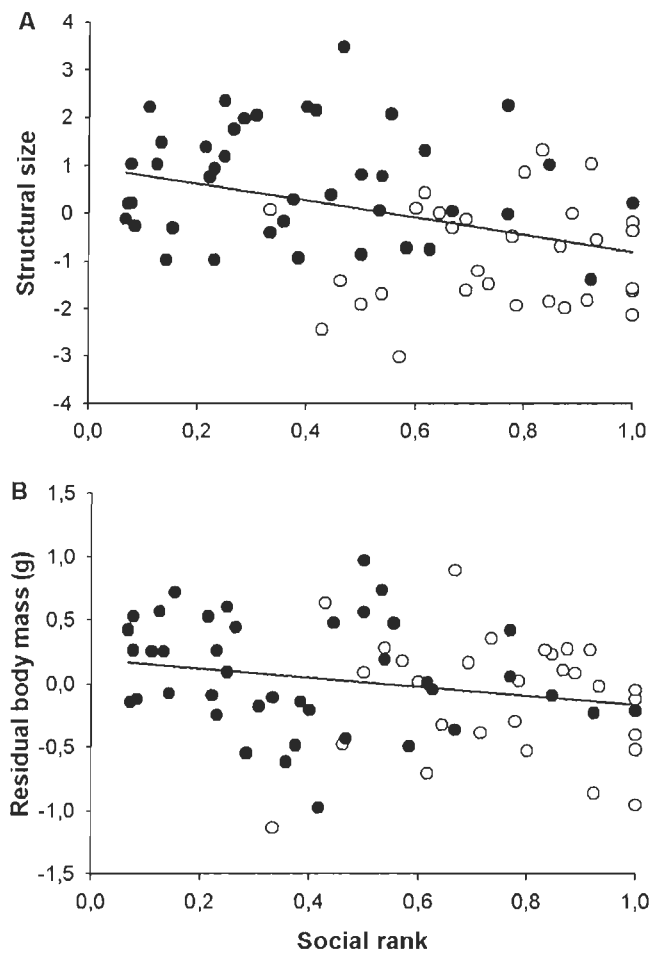 A
4
3
2
1
0
-1
-2
-3
-4
Structural size
0,0 0,2 0,4 0,6 0,8 1,0
B
1,5
1,0
0,5
0,0
-0,5
-1,0
-1,5
Residual body mass (g)
0,0 0,2 0,4 0,6 0,8 1,0
Social rank